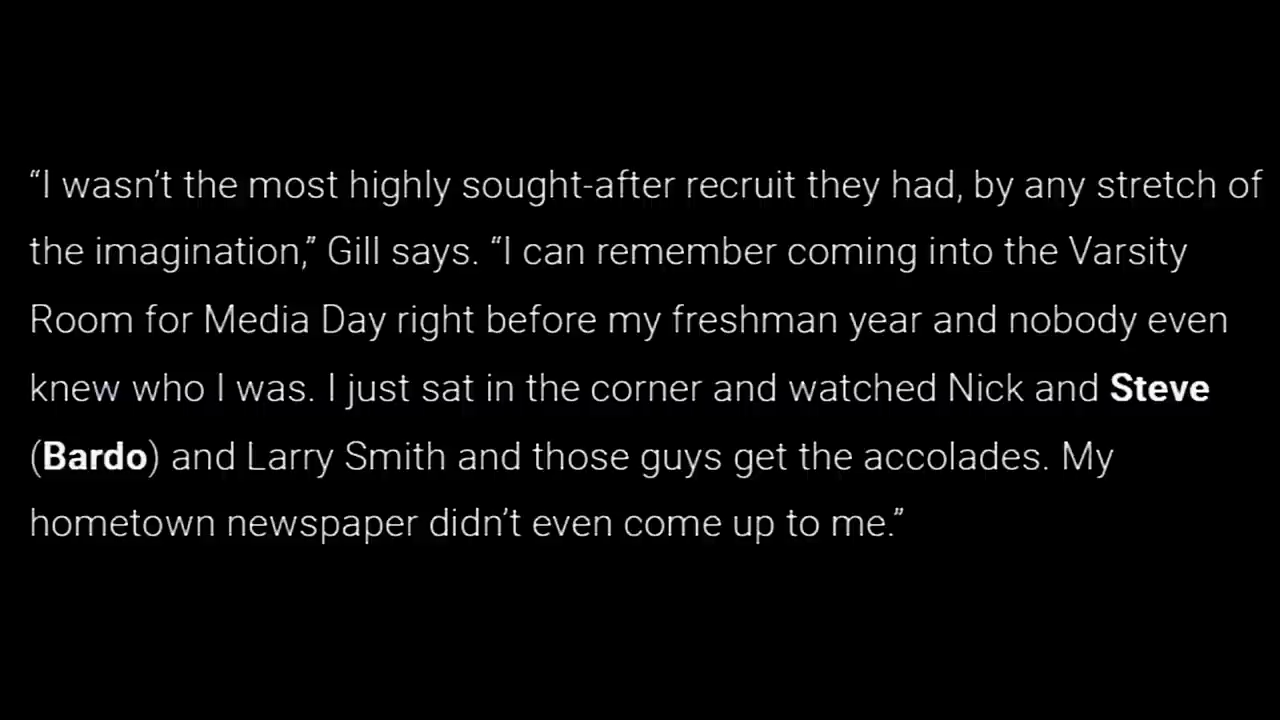 “I wasn’t the most highly sought-after recruit they had, by any stretch of
the imagination,” Gill says. “I can remember coming into the Varsity
Room for Media Day right before my freshman year and nobody even
knew who I was. I just sat in the corner and watched Nick and Steve
(Bardo) and Larry Smith and those guys get the accolades. My
hometown newspaper didn’t even come up to me.”